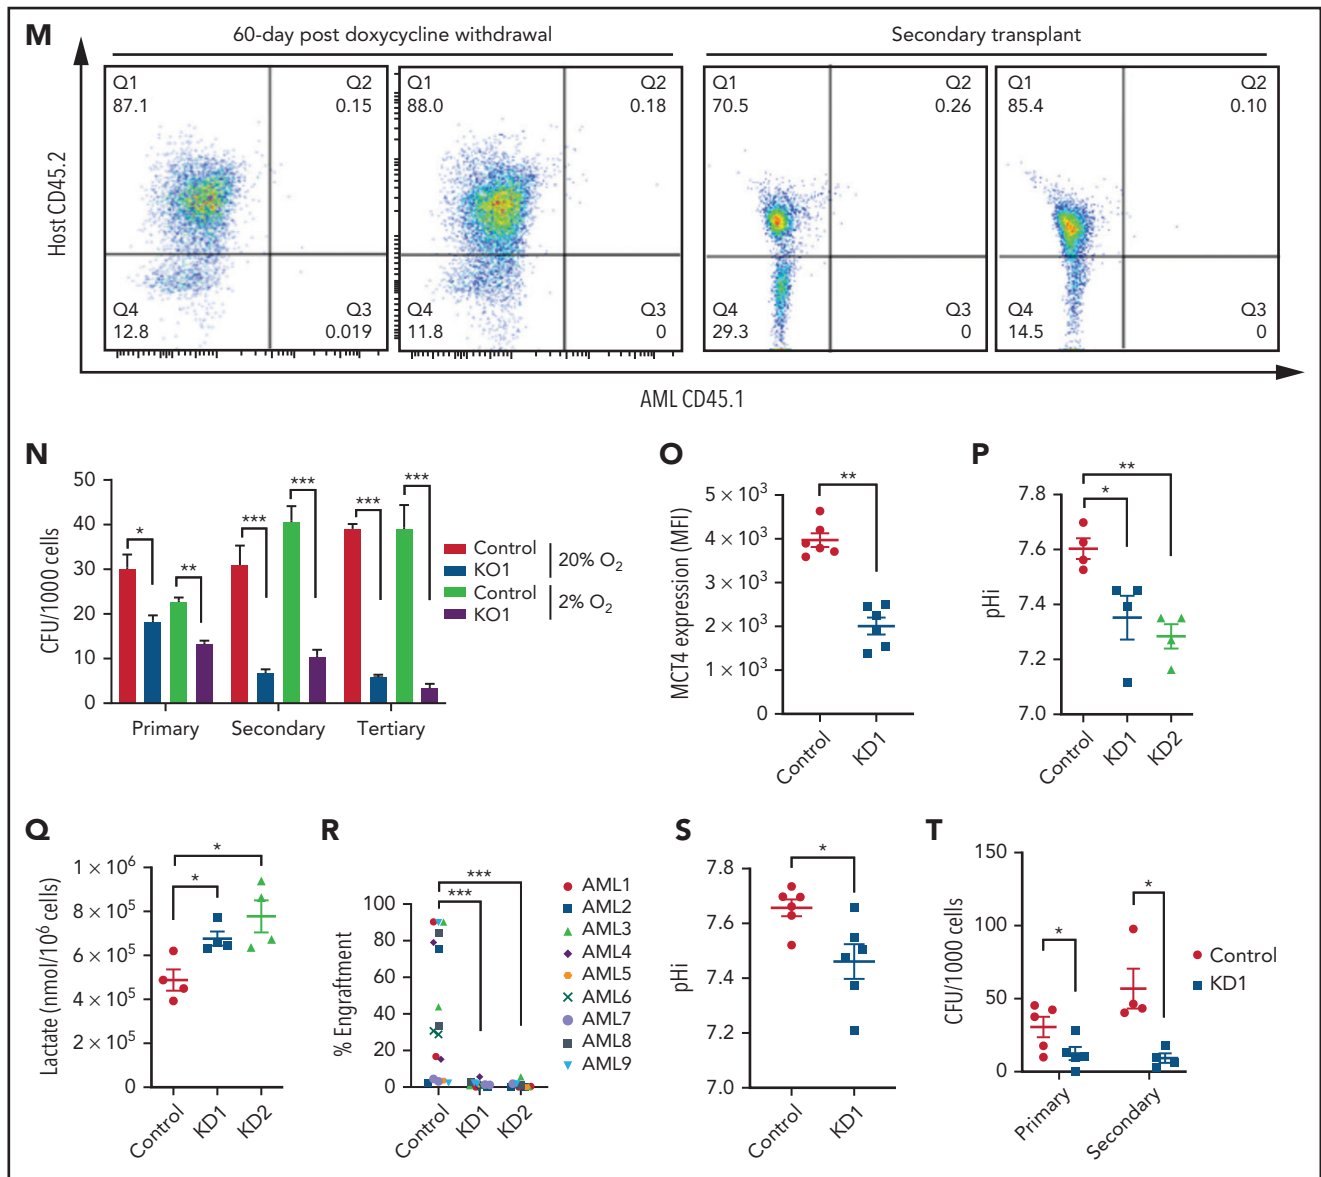 M
60-day post doxycycline withdrawal
Secondary transplant
Host CD45.2
Q1
87.1
Q2
0.15
Q4
12.8
Q3
0.019
Q1
88.0
Q2
0.18
Q4
11.8
Q3
0
Q1
70.5
Q2
0.26
Q4
29.3
Q3
0
Q1
85.4
Q2
0.10
Q4
14.5
Q3
0
AML CD45.1
N
CFU/1000 cells
50
40
30
20
10
0
*
**
***
***
***
***
Primary
Secondary
Tertiary
Control
KO1
20% O₂
Control
KO1
2% O₂
O
MCT4 expression (MFI)
5 × 10³
4 × 10³
3 × 10³
2 × 10³
1 × 10³
0
**
Control
KD1
P
pHi
7.8
7.6
7.4
7.2
7.0
**
*
Control
KD1
KD2
Q
Lactate (nmol/10⁶ cells)
1 × 10⁶
8 × 10⁵
6 × 10⁵
4 × 10⁵
2 × 10⁵
0
*
*
Control
KD1
KD2
R
% Engraftment
100
80
60
40
20
0
***
***
Control
KD1
KD2
AML1
AML2
AML3
AML4
AML5
AML6
AML7
AML8
AML9
S
pHi
7.8
7.6
7.4
7.2
7.0
*
Control
KD1
T
CFU/1000 cells
150
100
50
0
*
*
Primary
Secondary
Control
KD1